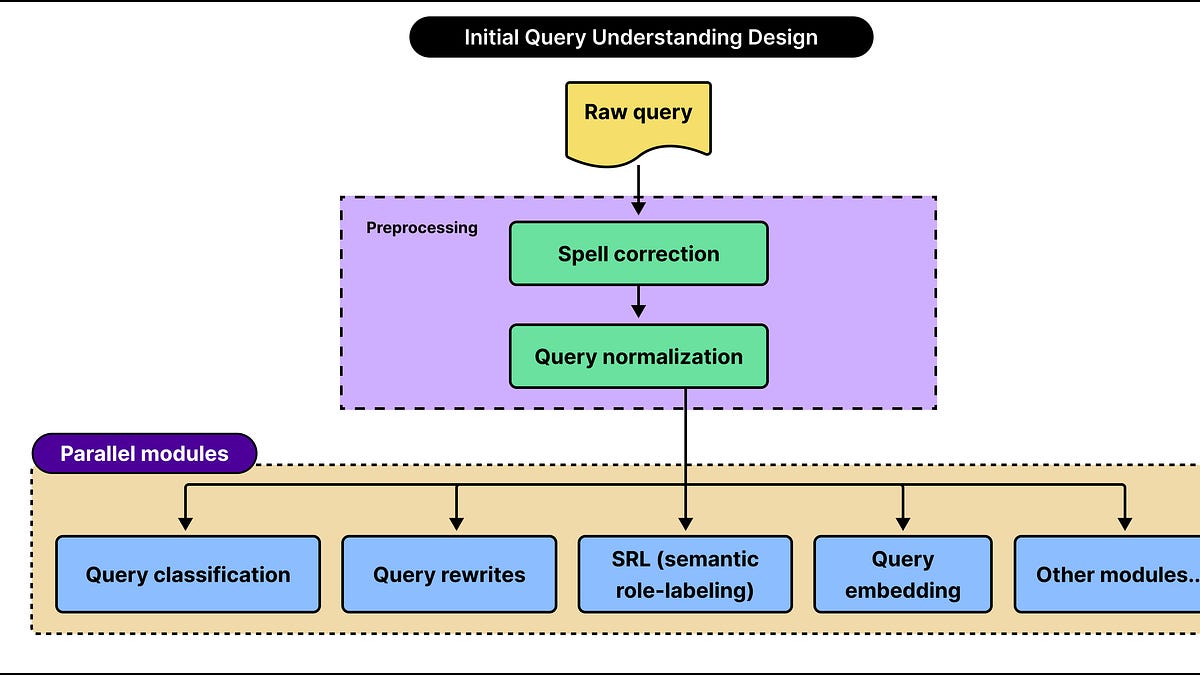 Initial Query Understanding Design
Raw query
Preprocessing
Spell correction
Query normalization
Parallel modules
Query classification
Query rewrites
SRL (semantic
role-labeling)
Query
embedding
Other modules..